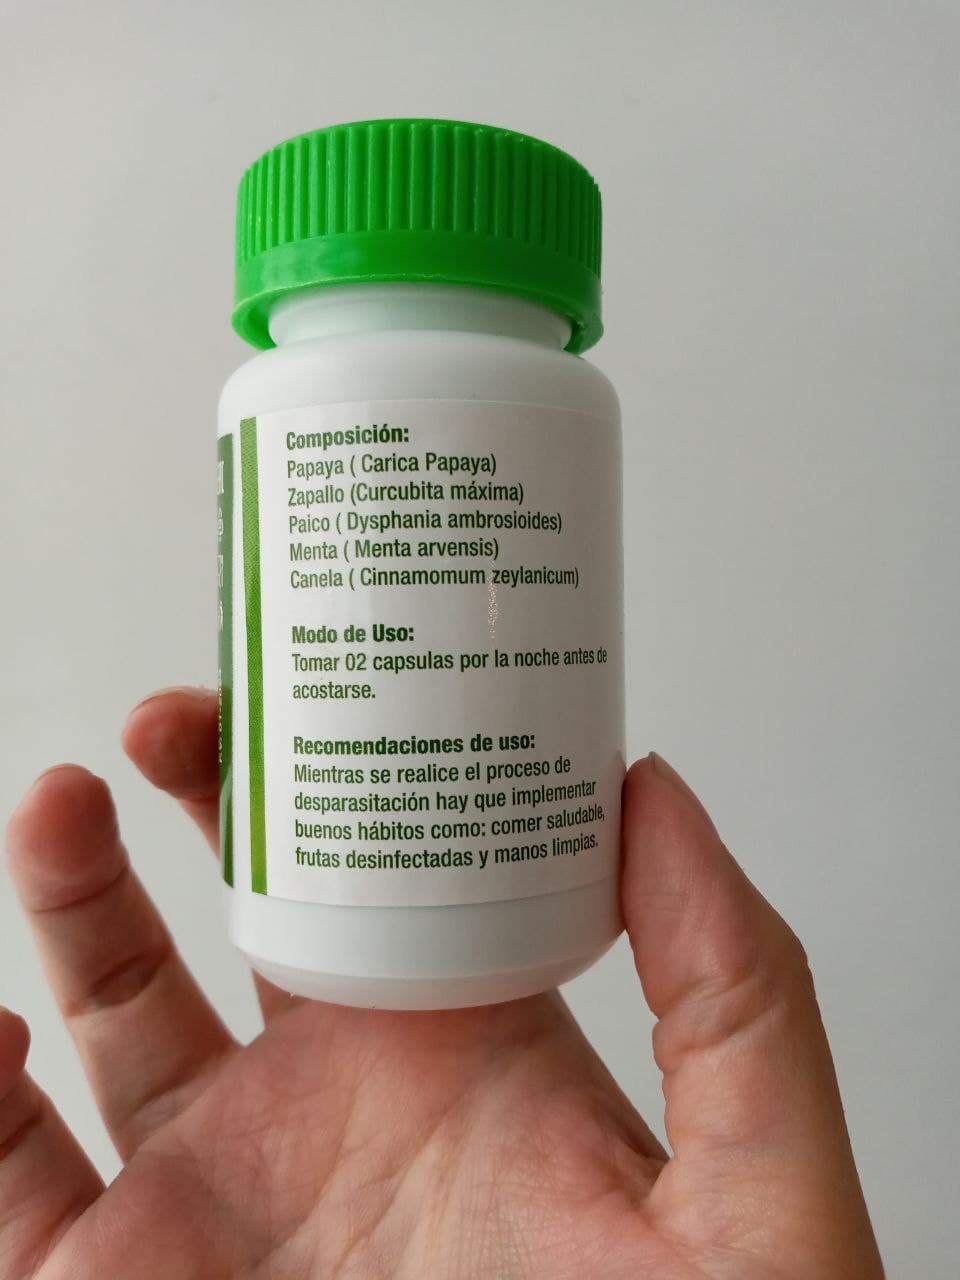 Composición:
Papaya ( Carica Papaya)
Zapallo (Curcubita máxima)
Paico ( Dysphania ambrosioides)
Menta ( Menta arvensis)
Canela ( Cinnamomum zeylanicum)
Modo de Uso:
Tomar 02 capsulas por la noche antes de
acostarse.
Recomendaciones de uso:
Mientras se realice el proceso de
desparasitación hay que implementar
buenos hábitos como: comer saludable,
frutas desinfectadas y manos limpias.